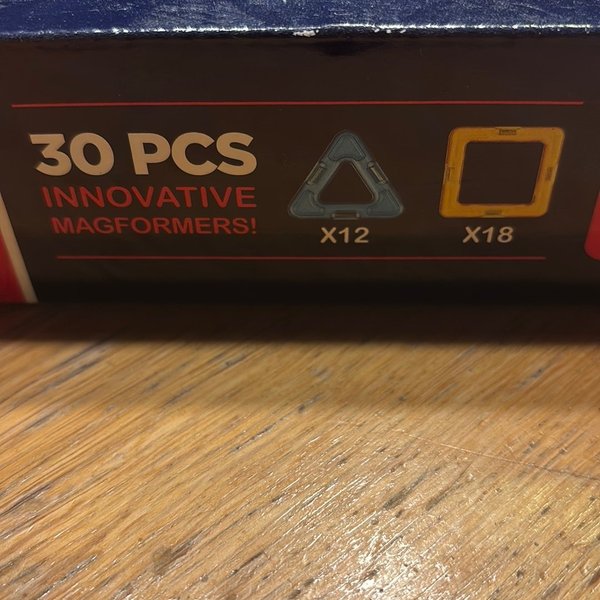 30 PCS
INNOVATIVE
MAGFORMERS!
X12
X18